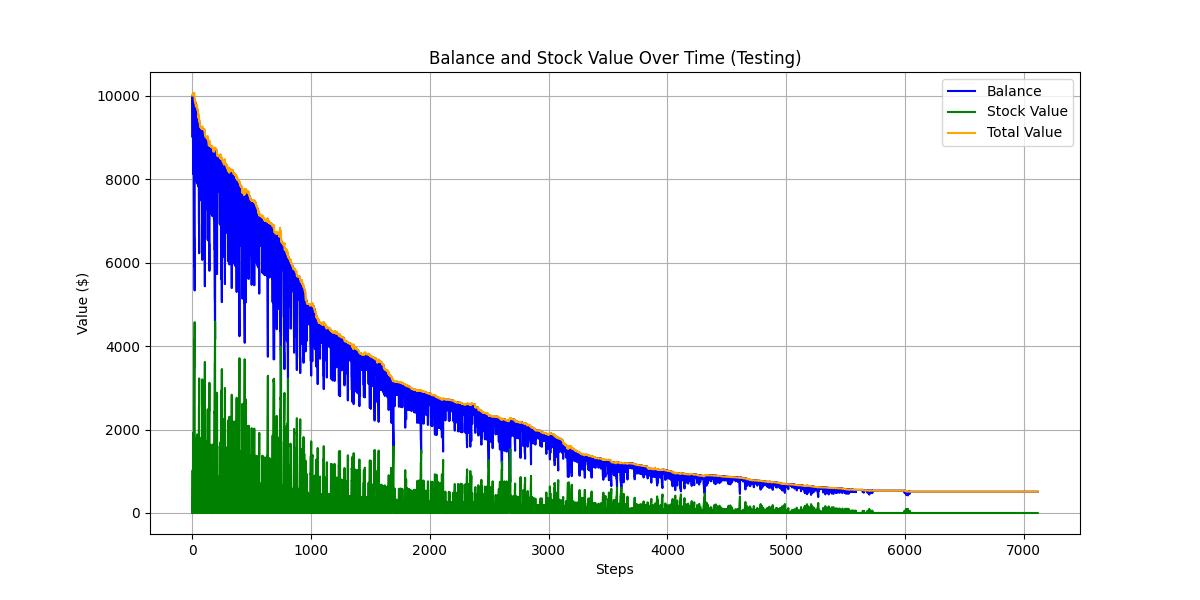 Balance and Stock Value Over Time (Testing)
Balance
Stock Value
Total Value
10000
8000
6000
4000
2000
0
Value ($)
0 1000 2000 3000 4000 5000 6000 7000
Steps